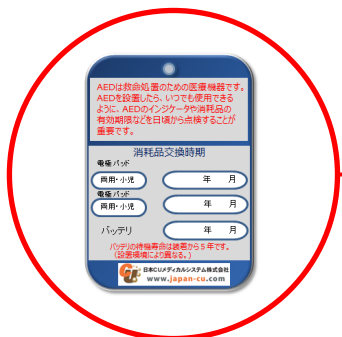 AEDは救命処置のための医療機器です。
AEDを設置したら、いつでも使用できる
ように、AEDのインジケータや消耗品の
有効期限などを日頃から点検することが
重要です。
消耗品交換時期
電極パッド
両用・小児 年 月
電極パッド
両用・小児 年 月
バッテリ 年 月
バッテリの待機寿命は装着から5年です。
(設置環境により異なる。)
CU 日本CUメディカルシステム株式会社
www.japan-cu.com